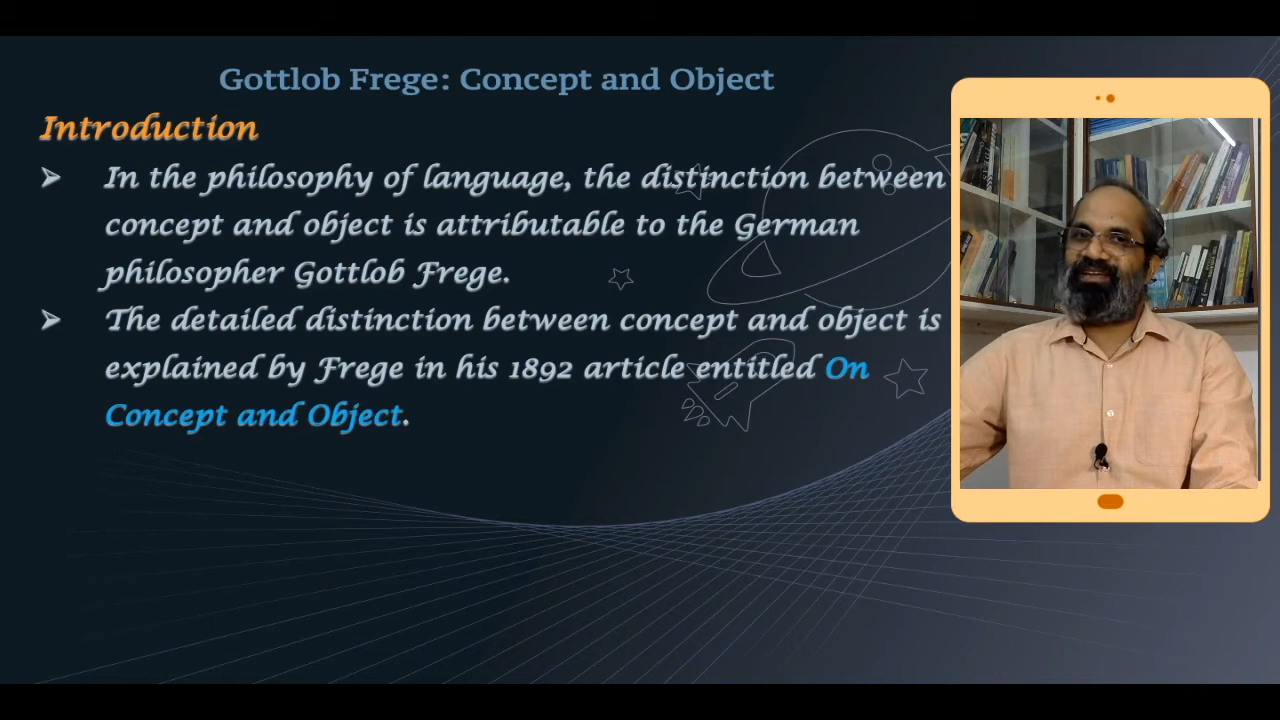 Gottlob Frege: Concept and Object
Introduction
➢ In the philosophy of language, the distinction between
concept and object is attributable to the German
philosopher Gottlob Frege.
➢ The detailed distinction between concept and object is
explained by Frege in his 1892 article entitled On
Concept and Object.